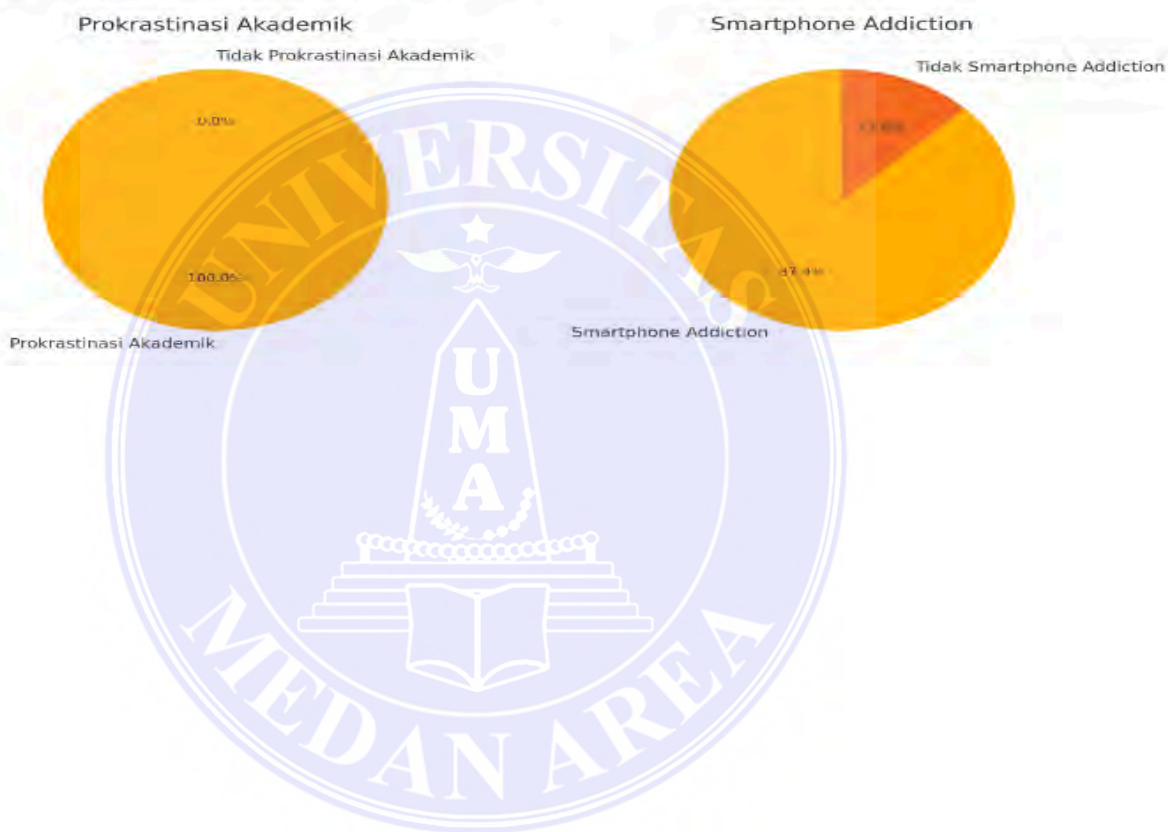 Prokrastinasi Akademik
Tidak Prokrastinasi Akademik
0.0%
100.0%
Prokrastinasi Akademik
Smartphone Addiction
Tidak Smartphone Addiction
Smartphone Addiction
UNIVERSITAS
U
M
A
MEDAN AREA